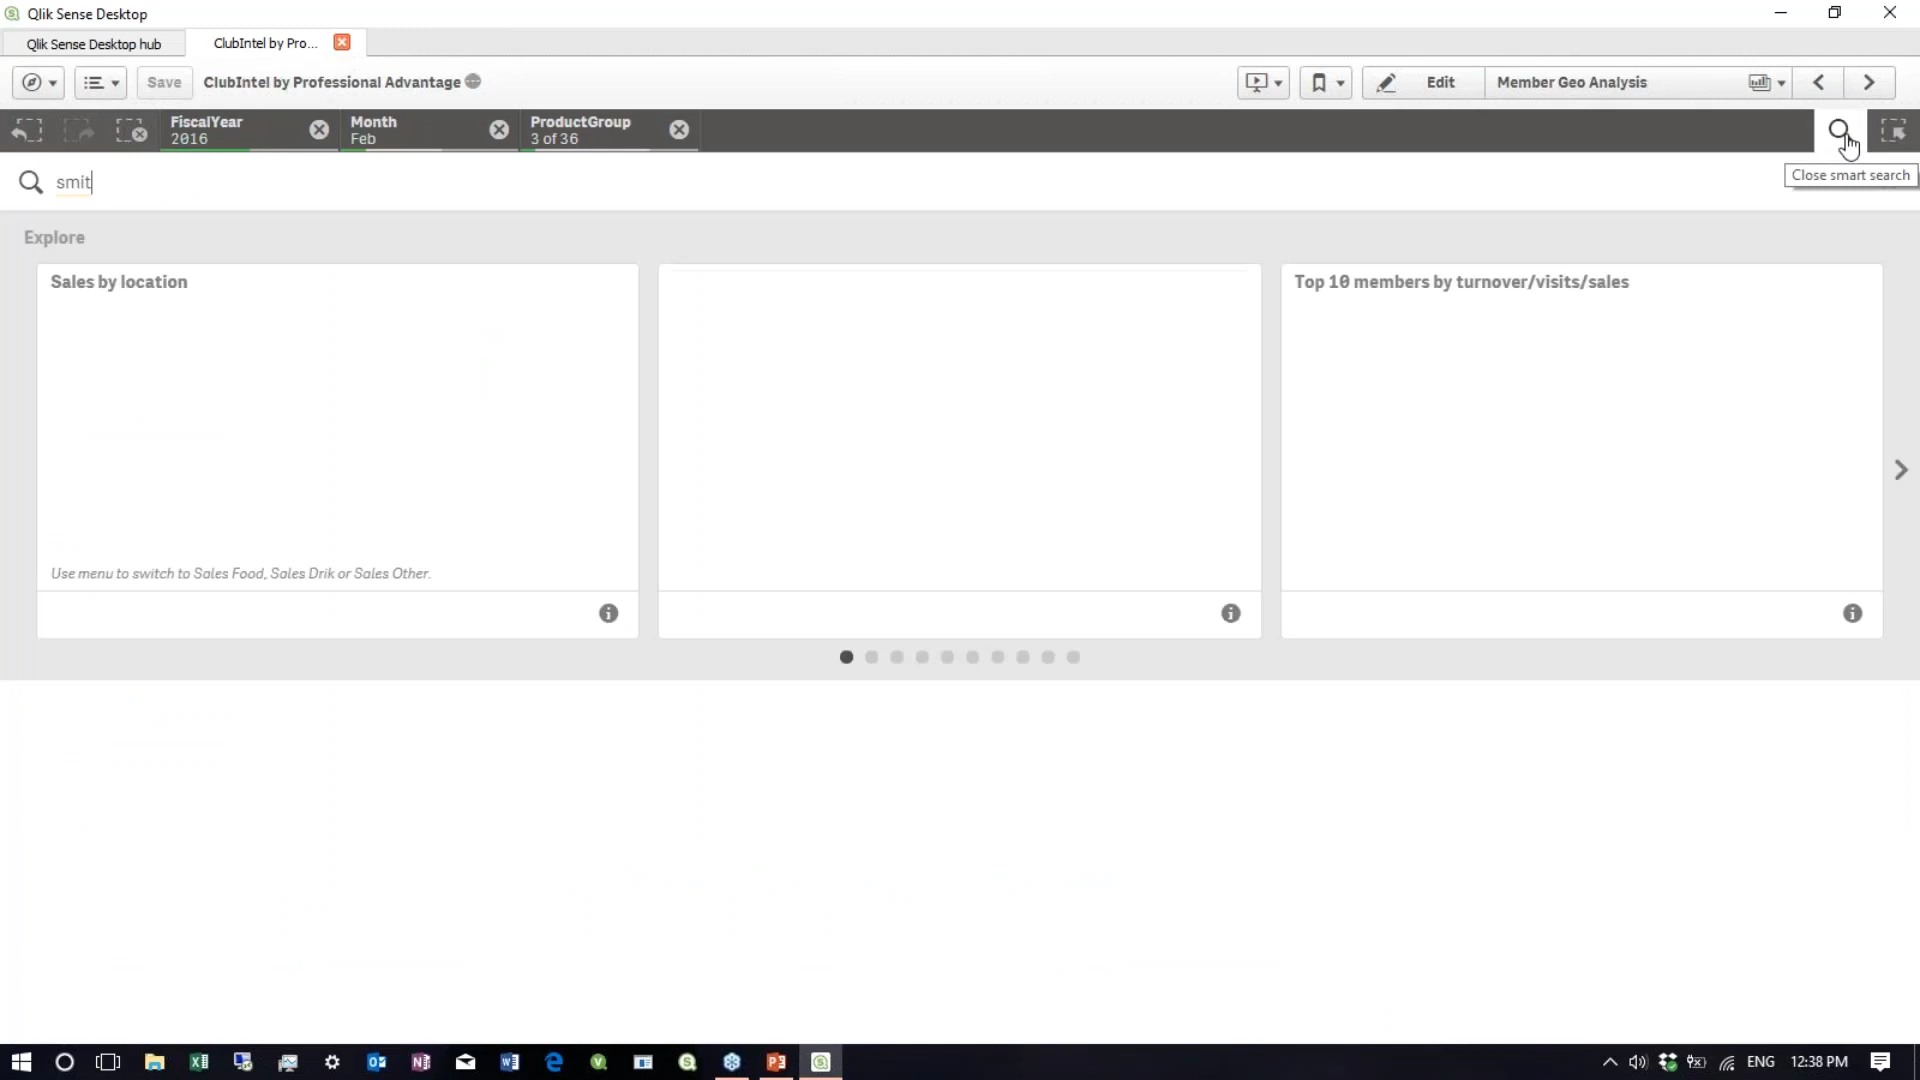 Qlik Sense Desktop
Qlik Sense Desktop hub
ClubIntel by Pro...
Save
ClubIntel by Professional Advantage
Edit
Member Geo Analysis
FiscalYear
2016
Month
Feb
ProductGroup
3 of 36
smit
Close smart search
Explore
Sales by location
Top 10 members by turnover/visits/sales
Use menu to switch to Sales Food, Sales Drik or Sales Other.
ENG
12:38 PM